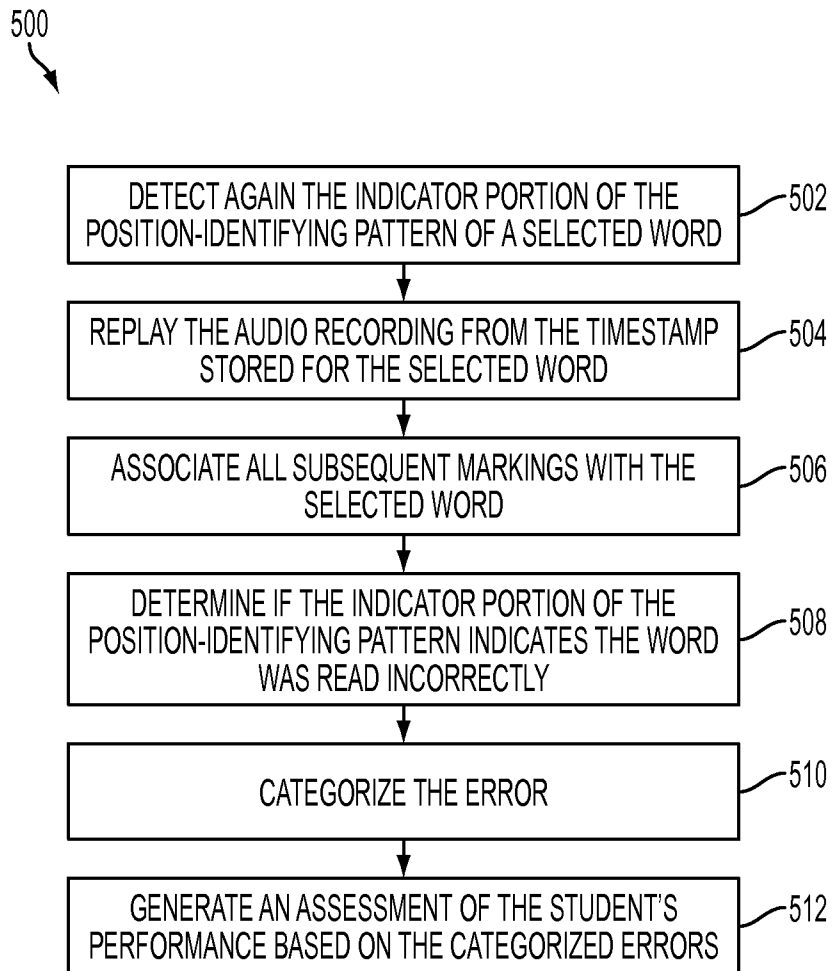 500
DETECT AGAIN THE INDICATOR PORTION OF THE
POSITION-IDENTIFYING PATTERN OF A SELECTED WORD
502
REPLAY THE AUDIO RECORDING FROM THE TIMESTAMP
STORED FOR THE SELECTED WORD
504
ASSOCIATE ALL SUBSEQUENT MARKINGS WITH THE
SELECTED WORD
506
DETERMINE IF THE INDICATOR PORTION OF THE
POSITION-IDENTIFYING PATTERN INDICATES THE WORD
WAS READ INCORRECTLY
508
CATEGORIZE THE ERROR
510
GENERATE AN ASSESSMENT OF THE STUDENT'S
PERFORMANCE BASED ON THE CATEGORIZED ERRORS
512